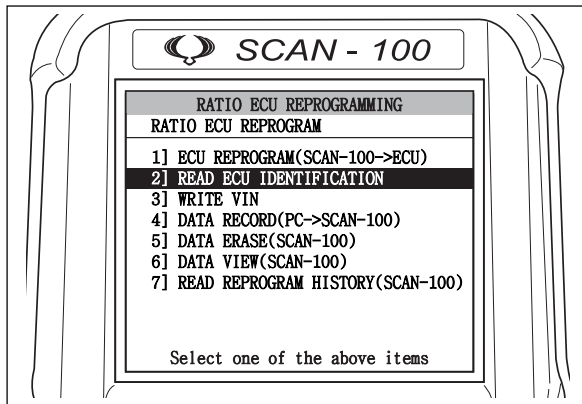 SCAN - 100
RATIO ECU REPROGRAMMING
RATIO ECU REPROGRAM
1] ECU REPROGRAM(SCAN-100->ECU)
2] READ ECU IDENTIFICATION
3] WRITE VIN
4] DATA RECORD(PC->SCAN-100)
5] DATA ERASE(SCAN-100)
6] DATA VIEW(SCAN-100)
7] READ REPROGRAM HISTORY(SCAN-100)
Select one of the above items